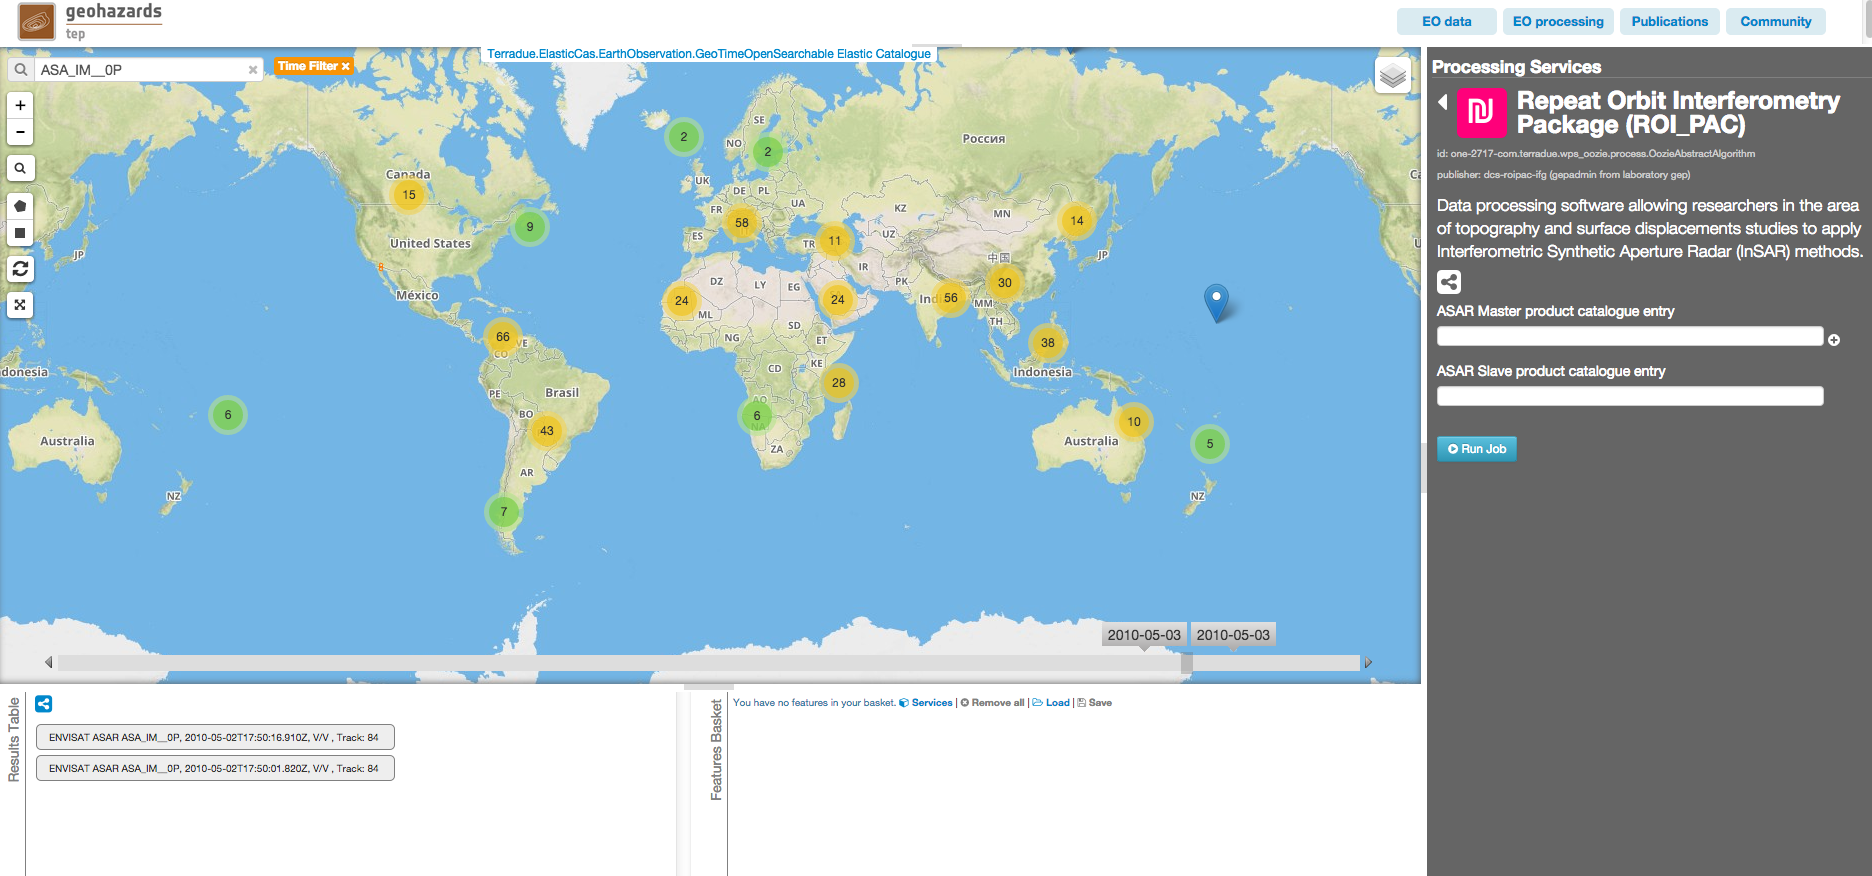 geohazards
tep
EO data
EO processing
Publications
Community
Terradue.ElasticCas.EarthObservation.GeoTimeOpenSearchable Elastic Catalogue
ASA_IM__0P
Time Filter
+
-
2
SE
NO
2
Россия
Canada
15
UK
DE
PL
UA
KZ
MN
14
FR
58
9
United States
ES
TR
11
UZ
JP
JP
中国
IR
PK
30
DZ
LY
EG
México
24
ML
24
Ind
56
MM
TH
SD
66
VE
CO
NG
ET
38
KE
CD
donesia
Indonesia
28
PE
Brasil
6
BO
AO
6
NA
10
43
Australia
Australia
5
ZA
AR
NZ
NZ
7
2010-05-03
2010-05-03
Processing Services
Repeat Orbit Interferometry
Package (ROI_PAC)
id: one-2717-com.terradue.wps_oozie.process.OozieAbstractAlgorithm
publisher: dcs-roipac-ifg (gepadmin from laboratory gep)
Data processing software allowing researchers in the area
of topography and surface displacements studies to apply
Interferometric Synthetic Aperture Radar (InSAR) methods.
ASAR Master product catalogue entry
ASAR Slave product catalogue entry
Run Job
Results Table
ENVISAT ASAR ASA_IM__0P, 2010-05-02T17:50:16.910Z, V/V , Track: 84
ENVISAT ASAR ASA_IM__0P, 2010-05-02T17:50:01.820Z, V/V , Track: 84
Features Basket
You have no features in your basket. Services | Remove all | Load | Save